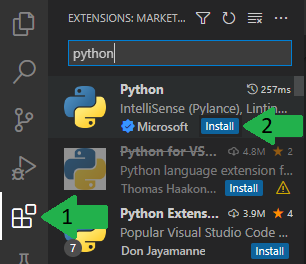 EXTENSIONS: MARKET...
python
Python
257ms
IntelliSense (Pylance), Lintin...
Microsoft
Install
2
Python for VS...
4.8M
2
Python language extension f...
Thomas Haakon...
Install
1
Python Exten...
3.9M
4
Popular Visual Studio Code ...
7
Don Jayamanne
Install